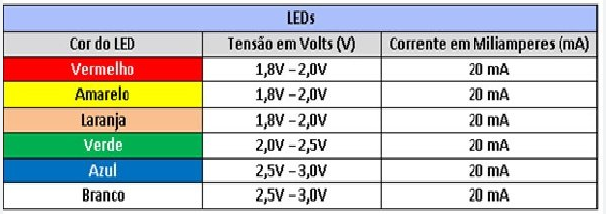 LEDs
Cor do LED Tensão em Volts (V) Corrente em Miliamperes (mA)
Vermelho 1,8V – 2,0V 20 mA
Amarelo 1,8V – 2,0V 20 mA
Laranja 1,8V – 2,0V 20 mA
Verde 2,0V – 2,5V 20 mA
Azul 2,5V – 3,0V 20 mA
Branco 2,5V – 3,0V 20 mA